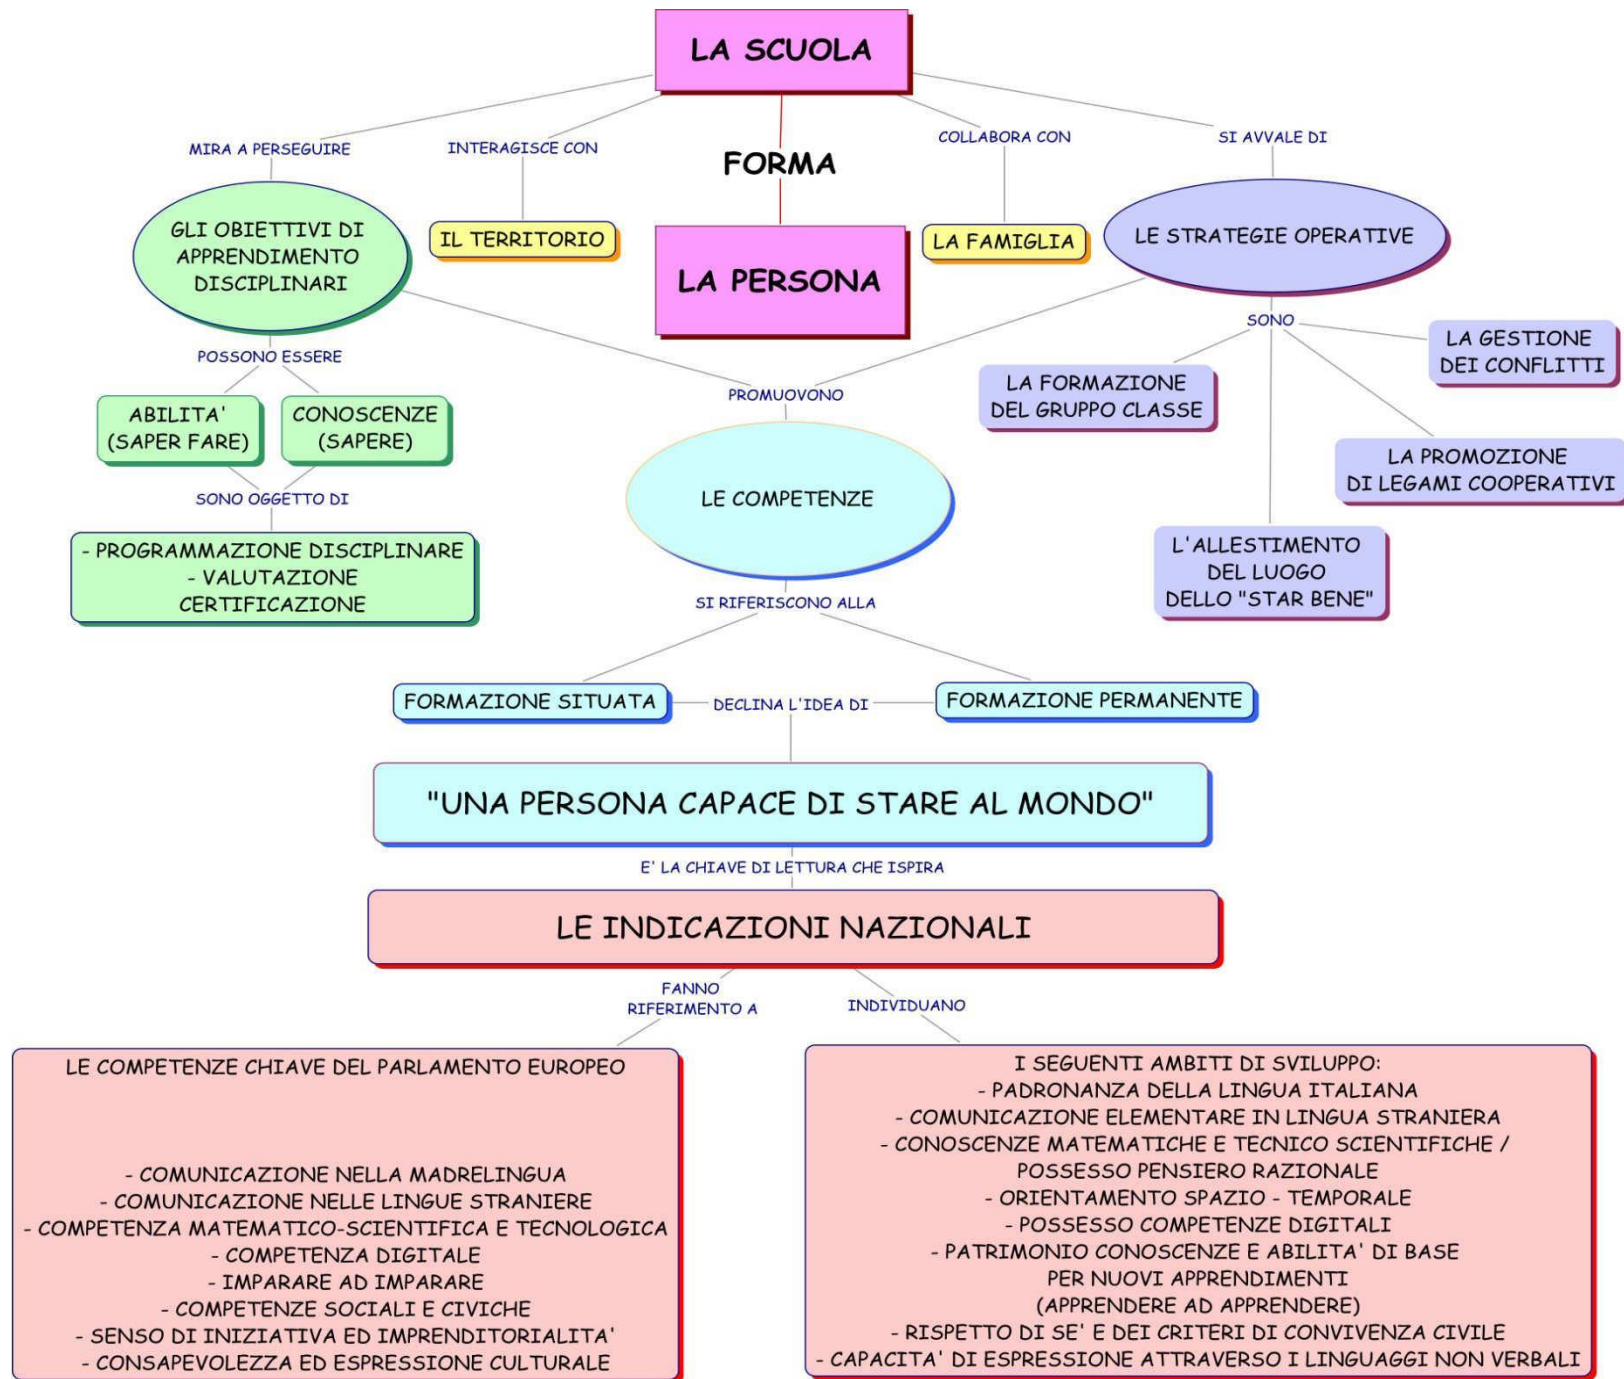 LA SCUOLA
MIRA A PERSEGUIRE
INTERAGISCE CON
FORMA
COLLABORA CON
SI AVVALE DI
GLI OBIETTIVI DI
APPRENDIMENTO
DISCIPLINARI
IL TERRITORIO
LA PERSONA
LA FAMIGLIA
LE STRATEGIE OPERATIVE
POSSONO ESSERE
SONO
ABILITA'
(SAPER FARE)
CONOSCENZE
(SAPERE)
PROMUOVONO
LA FORMAZIONE
DEL GRUPPO CLASSE
LA GESTIONE
DEI CONFLITTI
LA PROMOZIONE
DI LEGAMI COOPERATIVI
L'ALLESTIMENTO
DEL LUOGO
DELLO "STAR BENE"
SONO OGGETTO DI
- PROGRAMMAZIONE DISCIPLINARE
- VALUTAZIONE
CERTIFICAZIONE
LE COMPETENZE
SI RIFERISCONO ALLA
FORMAZIONE SITUATA
DECLINA L'IDEA DI
FORMAZIONE PERMANENTE
"UNA PERSONA CAPACE DI STARE AL MONDO"
E' LA CHIAVE DI LETTURA CHE ISPIRA
LE INDICAZIONI NAZIONALI
FANNO
RIFERIMENTO A
INDIVIDUANO
LE COMPETENZE CHIAVE DEL PARLAMENTO EUROPEO
- COMUNICAZIONE NELLA MADRELINGUA
- COMUNICAZIONE NELLE LINGUE STRANIERE
- COMPETENZA MATEMATICO-SCIENTIFICA E TECNOLOGICA
- COMPETENZA DIGITALE
- IMPARARE AD IMPARARE
- COMPETENZE SOCIALI E CIVICHE
- SENSO DI INIZIATIVA ED IMPRENDITORIALITA'
- CONSAPEVOLEZZA ED ESPRESSIONE CULTURALE
I SEGUENTI AMBITI DI SVILUPPO:
- PADRONANZA DELLA LINGUA ITALIANA
- COMUNICAZIONE ELEMENTARE IN LINGUA STRANIERA
- CONOSCENZE MATEMATICHE E TECNICO SCIENTIFICHE /
POSSESSO PENSIERO RAZIONALE
- ORIENTAMENTO SPAZIO - TEMPORALE
- POSSESSO COMPETENZE DIGITALI
- PATRIMONIO CONOSCENZE E ABILITA' DI BASE
PER NUOVI APPRENDIMENTI
(APPRENDERE AD APPRENDERE)
- RISPETTO DI SE' E DEI CRITERI DI CONVIVENZA CIVILE
- CAPACITA' DI ESPRESSIONE ATTRAVERSO I LINGUAGGI NON VERBALI